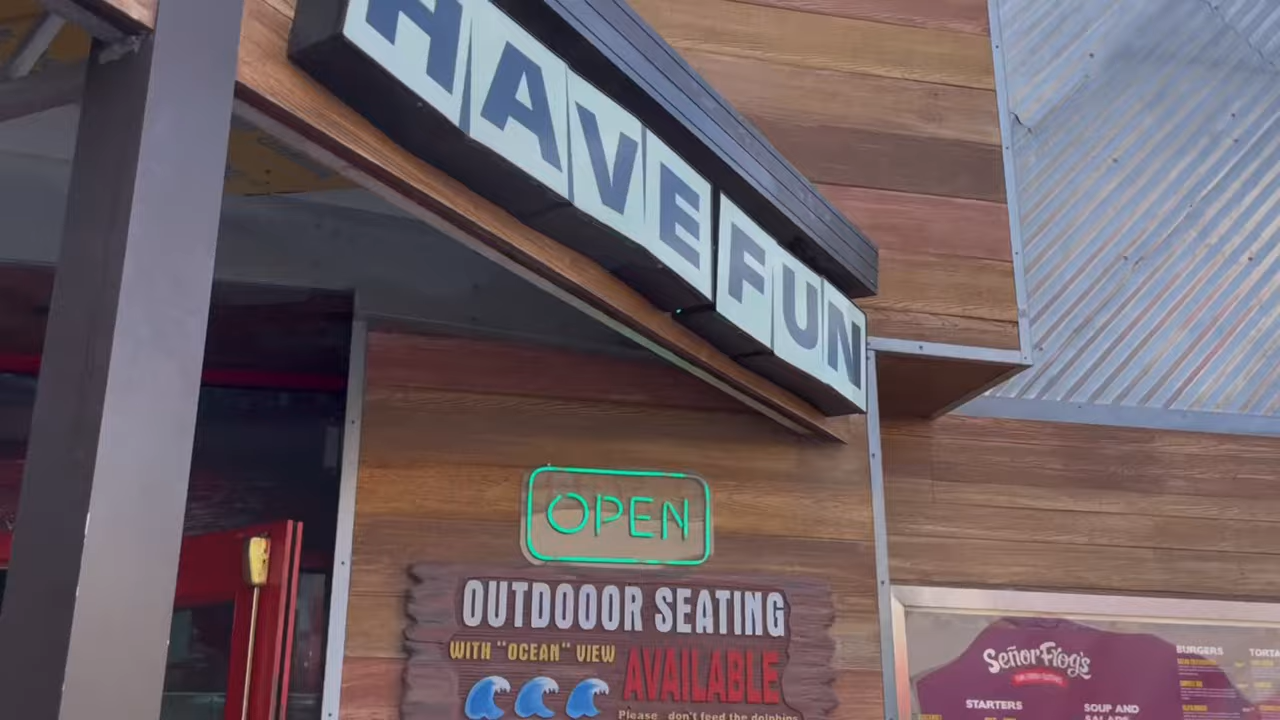 HAVE FUN
OPEN
OUTDOOOR SEATING
WITH "OCEAN" VIEW
AVAILABLE
Please don't feed the dolphins
Señor Frog's
BURGERS
TORTA
STARTERS
SOUP AND